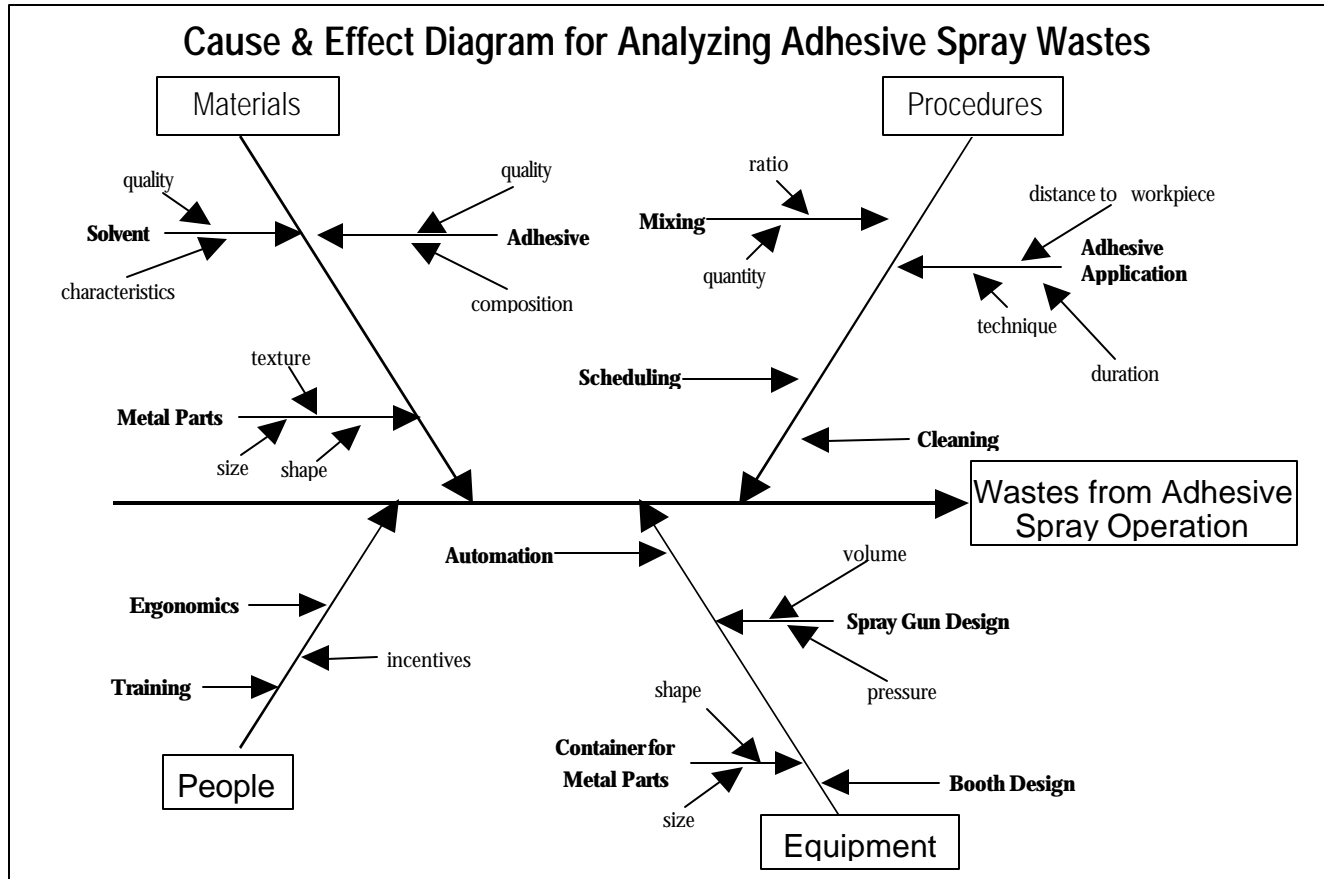 Cause & Effect Diagram for Analyzing Adhesive Spray Wastes
Materials
Procedures
quality
quality
ratio
distance to workpiece
Solvent
Adhesive
Mixing
Adhesive
Application
characteristics
composition
quantity
technique
texture
Scheduling
duration
Metal Parts
Cleaning
size
shape
Wastes from Adhesive
Spray Operation
Automation
volume
Ergonomics
Spray Gun Design
incentives
Training
shape
pressure
Container for
Metal Parts
People
Booth Design
size
Equipment